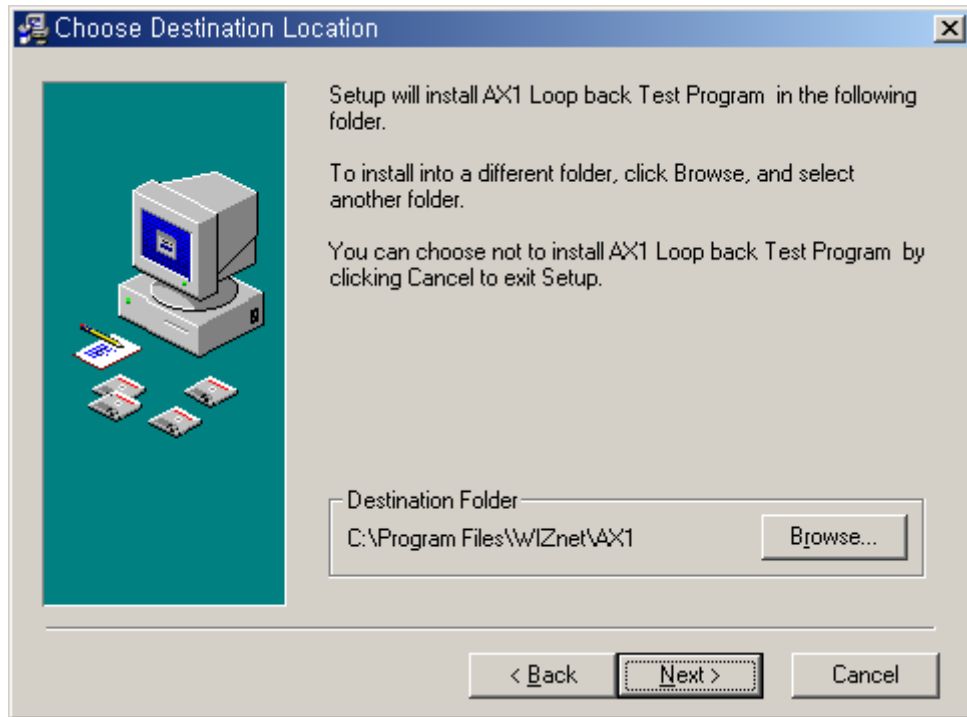 Choose Destination Location
Setup will install AX1 Loop back Test Program  in the following
folder.
To install into a different folder, click Browse, and select
another folder.
You can choose not to install AX1 Loop back Test Program  by
clicking Cancel to exit Setup.
Destination Folder
C:\Program Files\WIZnet\AX1
Browse...
< Back
Next >
Cancel